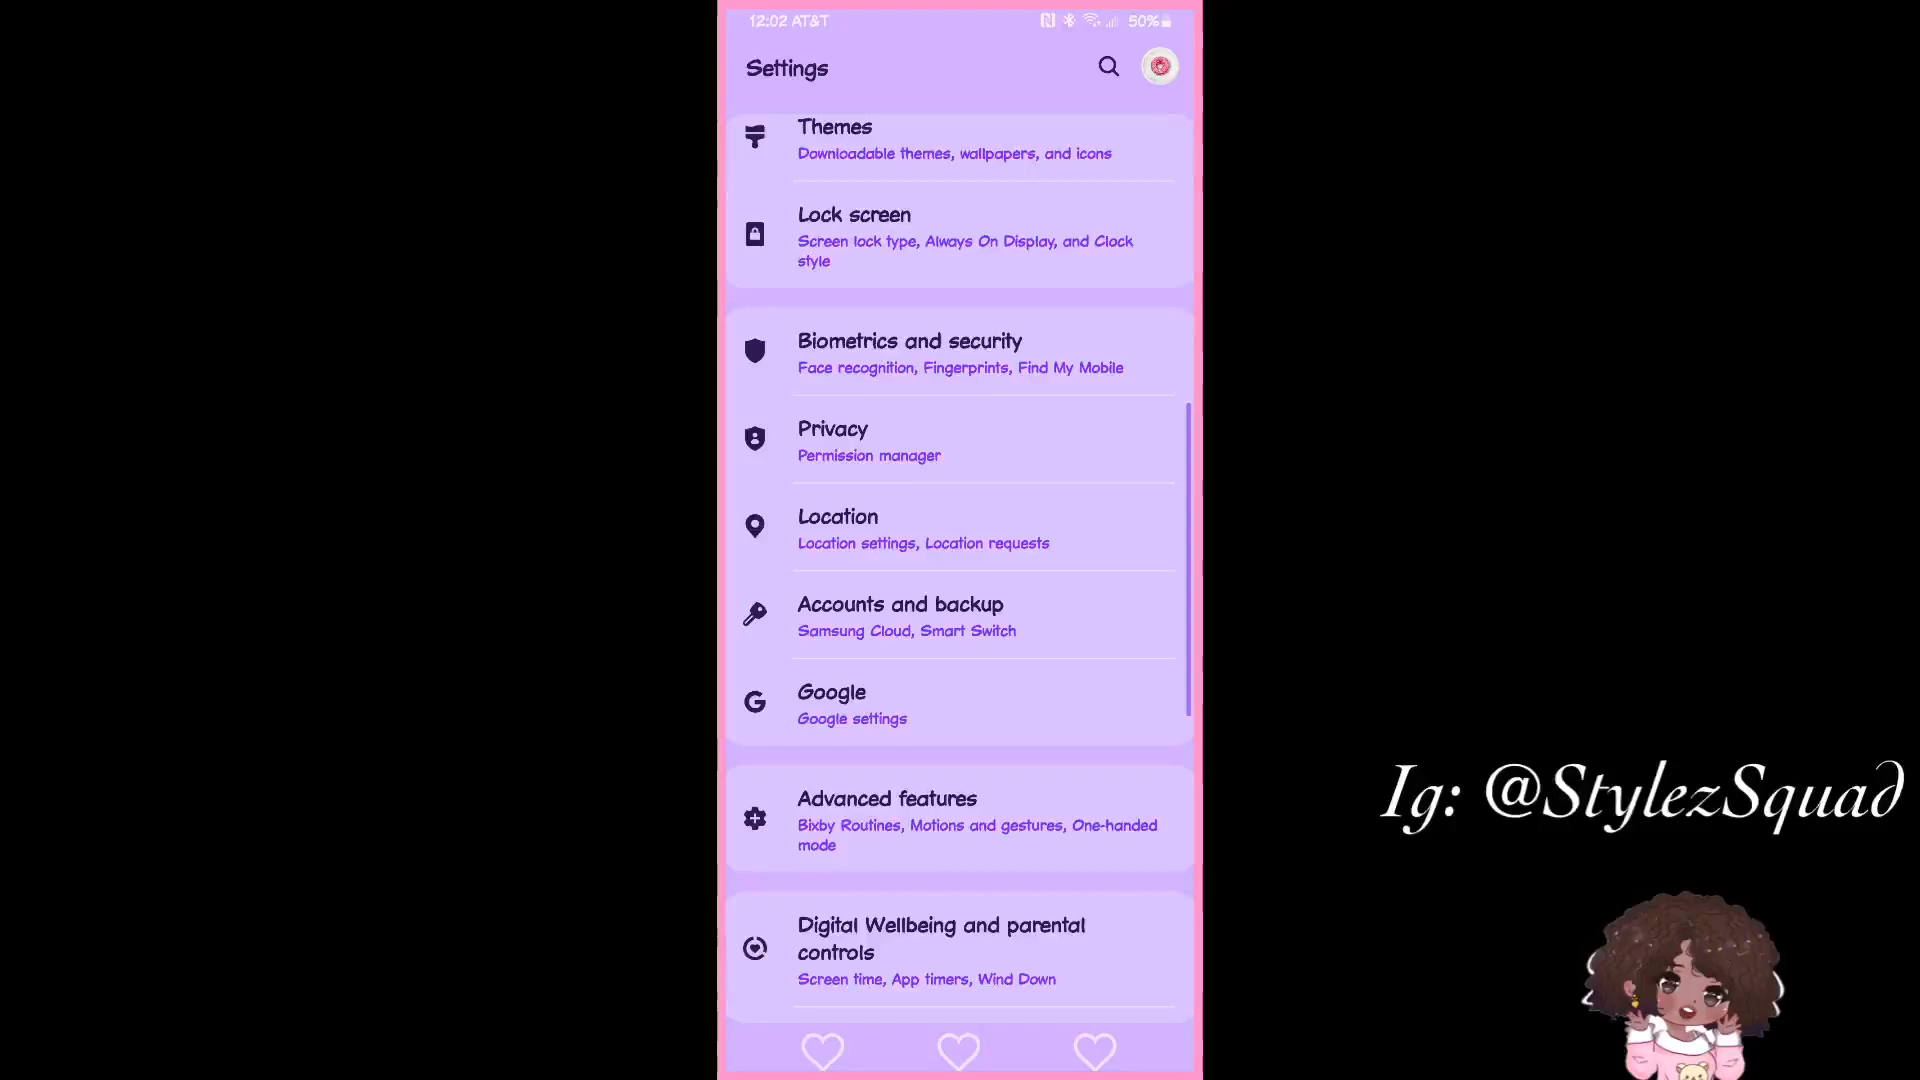 12:02 AT&T
50%
Settings
Themes
Downloadable themes, wallpapers, and icons
Lock screen
Screen lock type, Always On Display, and Clock
style
Biometrics and security
Face recognition, Fingerprints, Find My Mobile
Privacy
Permission manager
Location
Location settings, Location requests
Accounts and backup
Samsung Cloud, Smart Switch
Google
Google settings
Advanced features
Bixby Routines, Motions and gestures, One-handed
mode
Digital Wellbeing and parental
controls
Screen time, App timers, Wind Down
Ig: @StylezSquad